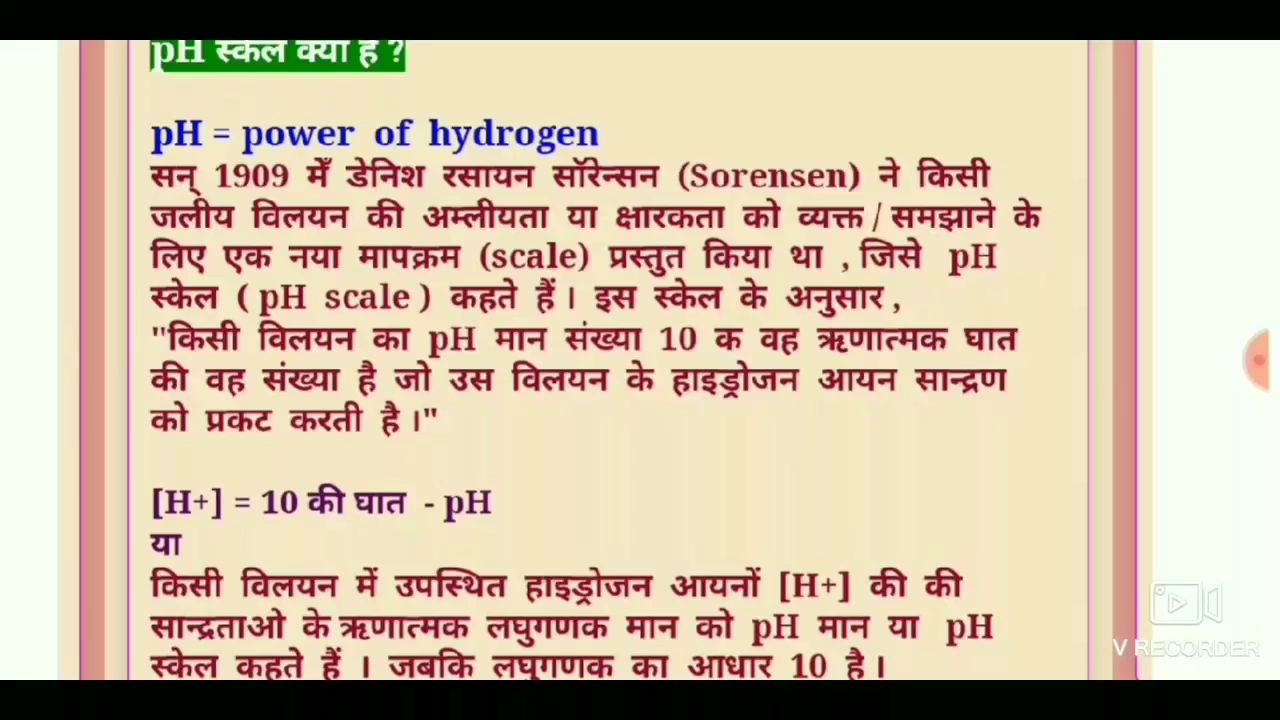 pH स्केल क्या है ?
pH = power of hydrogen
सन् 1909 मेँ डेनिश रसायन सॉरेन्सन (Sorensen) ने किसी
जलीय विलयन की अम्लीयता या क्षारकता को व्यक्त / समझाने के
लिए एक नया मापक्रम (scale) प्रस्तुत किया था , जिसे pH
स्केल ( pH scale ) कहते हैं । इस स्केल के अनुसार ,
"किसी विलयन का pH मान संख्या 10 क वह ऋणात्मक घात
की वह संख्या है जो उस विलयन के हाइड्रोजन आयन सान्द्रण
को प्रकट करती है ।"
[H+] = 10 की घात - pH
या
किसी विलयन में उपस्थित हाइड्रोजन आयनों [H+] की की
सान्द्रताओ के ऋणात्मक लघुगणक मान को pH मान या pH
स्केल कहते हैं । जबकि लघुगणक का आधार 10 है ।
V RECORDER